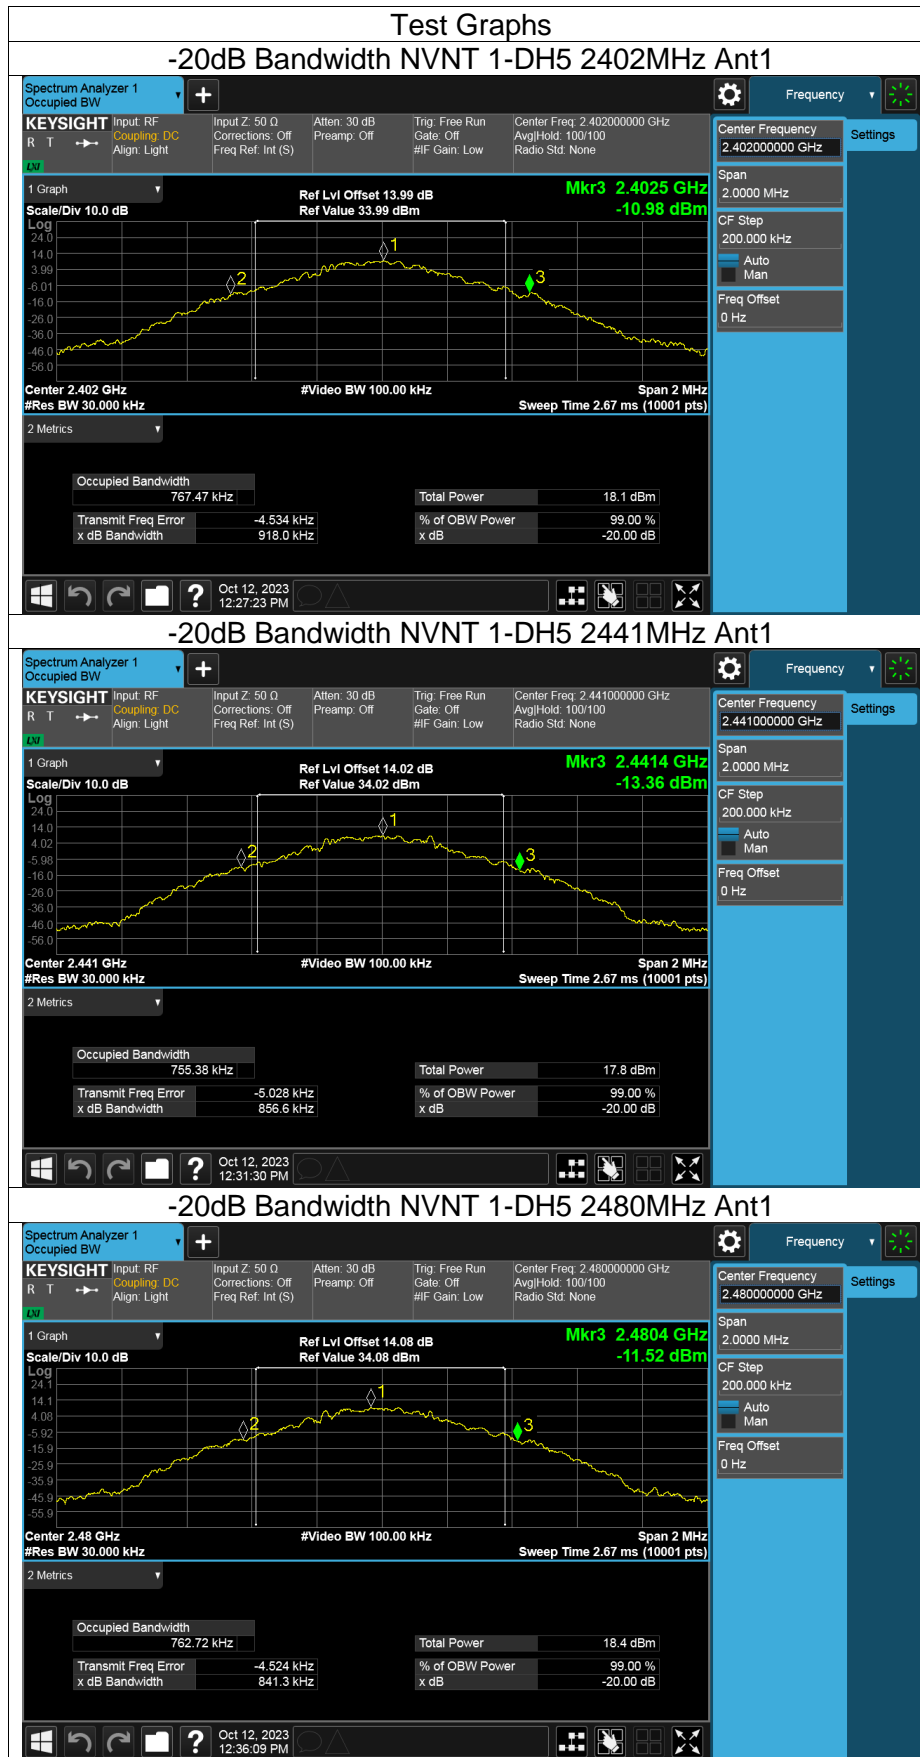 Test Graphs
-20dB Bandwidth NVNT 1-DH5 2402MHz Ant1
Spectrum Analyzer 1
Occupied BW
Frequency
KEYSIGHT Input: RF Input Z: 50 Ω Atten: 30 dB Trig: Free Run Center Freq: 2.402000000 GHz
R T Coupling: DC Corrections: Off Preamp: Off Gate: Off Avg|Hold: 100/100
Align: Light Freq Ref: Int (S) #IF Gain: Low Radio Std: None
LXI
Center Frequency
2.402000000 GHz
Settings
Span
2.0000 MHz
CF Step
200.000 kHz
Auto
Man
Freq Offset
0 Hz
1 Graph Ref Lvl Offset 13.99 dB Mkr3 2.4025 GHz
Scale/Div 10.0 dB Ref Value 33.99 dBm -10.98 dBm
Log
24.0
14.0
3.99
-6.01
-16.0
-26.0
-36.0
-46.0
-56.0
1
2
3
Center 2.402 GHz #Video BW 100.00 kHz Span 2 MHz
#Res BW 30.000 kHz Sweep Time 2.67 ms (10001 pts)
2 Metrics
Occupied Bandwidth
767.47 kHz Total Power 18.1 dBm
Transmit Freq Error -4.534 kHz % of OBW Power 99.00 %
x dB Bandwidth 918.0 kHz x dB -20.00 dB
Oct 12, 2023
12:27:23 PM
-20dB Bandwidth NVNT 1-DH5 2441MHz Ant1
Spectrum Analyzer 1
Occupied BW
Frequency
KEYSIGHT Input: RF Input Z: 50 Ω Atten: 30 dB Trig: Free Run Center Freq: 2.441000000 GHz
R T Coupling: DC Corrections: Off Preamp: Off Gate: Off Avg|Hold: 100/100
Align: Light Freq Ref: Int (S) #IF Gain: Low Radio Std: None
LXI
Center Frequency
2.441000000 GHz
Settings
Span
2.0000 MHz
CF Step
200.000 kHz
Auto
Man
Freq Offset
0 Hz
1 Graph Ref Lvl Offset 14.02 dB Mkr3 2.4414 GHz
Scale/Div 10.0 dB Ref Value 34.02 dBm -13.36 dBm
Log
24.0
14.0
4.02
-5.98
-16.0
-26.0
-36.0
-46.0
-56.0
1
2
3
Center 2.441 GHz #Video BW 100.00 kHz Span 2 MHz
#Res BW 30.000 kHz Sweep Time 2.67 ms (10001 pts)
2 Metrics
Occupied Bandwidth
755.38 kHz Total Power 17.8 dBm
Transmit Freq Error -5.028 kHz % of OBW Power 99.00 %
x dB Bandwidth 856.6 kHz x dB -20.00 dB
Oct 12, 2023
12:31:30 PM
-20dB Bandwidth NVNT 1-DH5 2480MHz Ant1
Spectrum Analyzer 1
Occupied BW
Frequency
KEYSIGHT Input: RF Input Z: 50 Ω Atten: 30 dB Trig: Free Run Center Freq: 2.480000000 GHz
R T Coupling: DC Corrections: Off Preamp: Off Gate: Off Avg|Hold: 100/100
Align: Light Freq Ref: Int (S) #IF Gain: Low Radio Std: None
LXI
Center Frequency
2.480000000 GHz
Settings
Span
2.0000 MHz
CF Step
200.000 kHz
Auto
Man
Freq Offset
0 Hz
1 Graph Ref Lvl Offset 14.08 dB Mkr3 2.4804 GHz
Scale/Div 10.0 dB Ref Value 34.08 dBm -11.52 dBm
Log
24.1
14.1
4.08
-5.92
-15.9
-25.9
-35.9
-45.9
-55.9
1
2
3
Center 2.48 GHz #Video BW 100.00 kHz Span 2 MHz
#Res BW 30.000 kHz Sweep Time 2.67 ms (10001 pts)
2 Metrics
Occupied Bandwidth
762.72 kHz Total Power 18.4 dBm
Transmit Freq Error -4.524 kHz % of OBW Power 99.00 %
x dB Bandwidth 841.3 kHz x dB -20.00 dB
Oct 12, 2023
12:36:09 PM